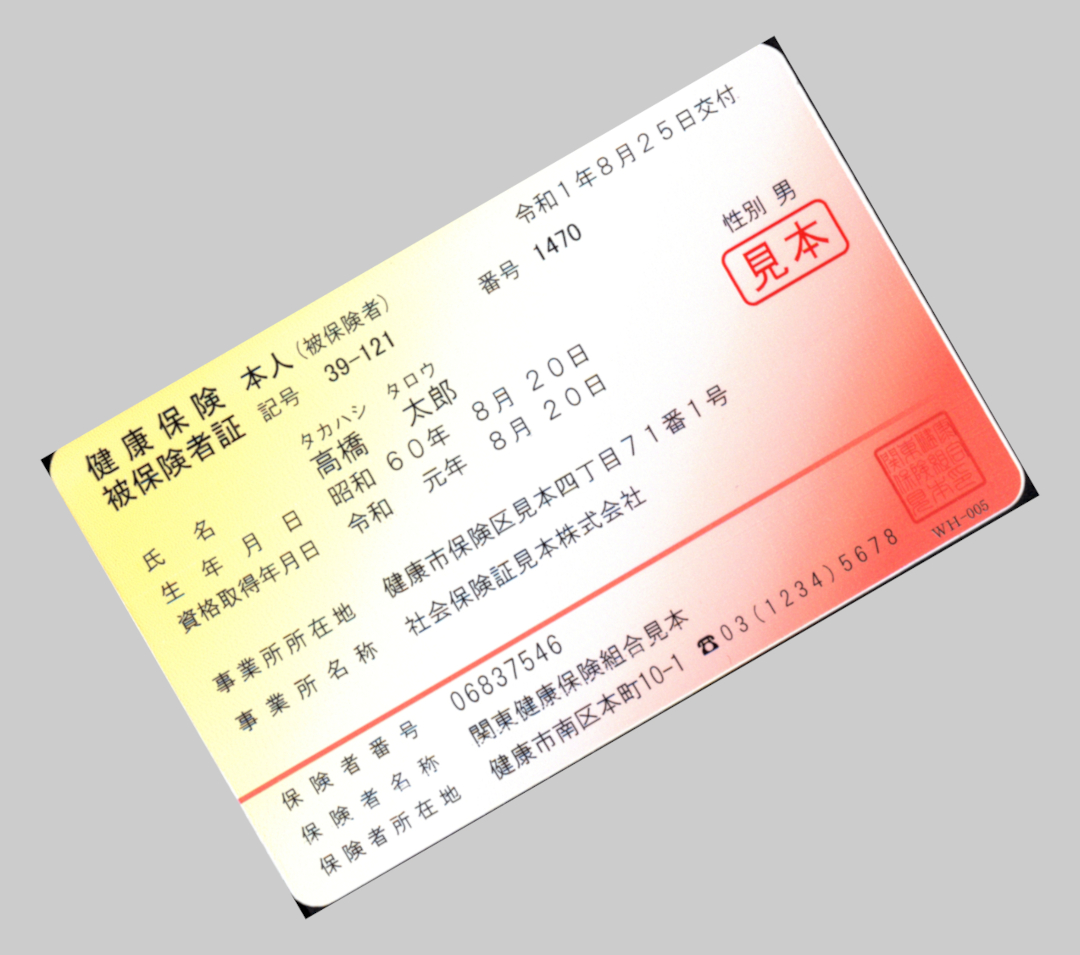 健康保険 本人(被保険者)
被保険者証
令和1年8月25日交付
記号 39-121 番号 1470
タカハシ タロウ
氏名 高橋 太郎 性別 男
見本
生年月日 昭和 60年 8月 20日
資格取得年月日 令和 元年 8月 20日
事業所所在地 健康市保険区見本四丁目71番1号
事業所名称 社会保険証見本株式会社
保険者番号 06837546
保険者名称 関東健康保険組合見本
保険者所在地 健康市南区本町10-1 ☎03(1234)5678
WH-005